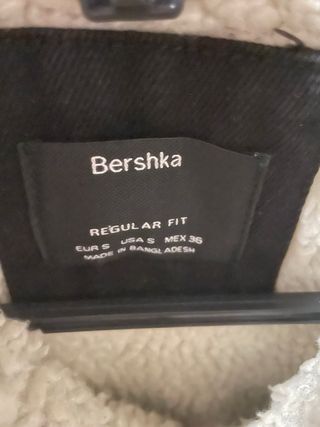 Bershka
REGULAR FIT
EUR S USA S MEX 36
MADE IN BANGLADESH